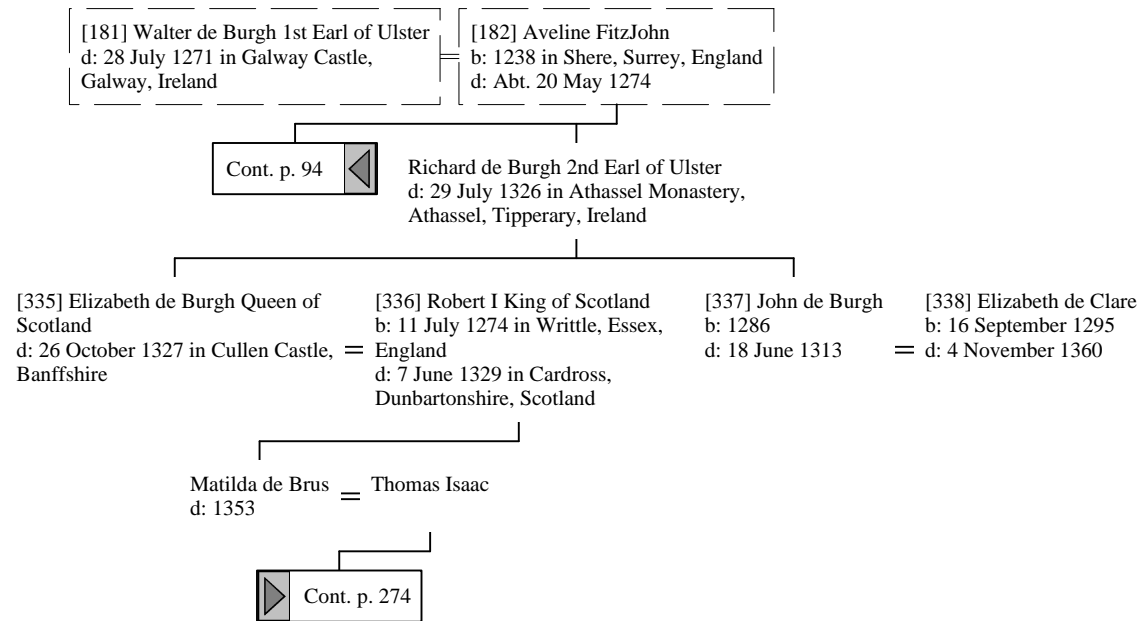 [181] Walter de Burgh 1st Earl of Ulster
d: 28 July 1271 in Galway Castle,
Galway, Ireland
=
[182] Aveline FitzJohn
b: 1238 in Shere, Surrey, England
d: Abt. 20 May 1274
Cont. p. 94
Richard de Burgh 2nd Earl of Ulster
d: 29 July 1326 in Athassel Monastery,
Athassel, Tipperary, Ireland
[335] Elizabeth de Burgh Queen of
Scotland
d: 26 October 1327 in Cullen Castle,
Banffshire
=
[336] Robert I King of Scotland
b: 11 July 1274 in Writtle, Essex,
England
d: 7 June 1329 in Cardross,
Dunbartonshire, Scotland
[337] John de Burgh
b: 1286
d: 18 June 1313
=
[338] Elizabeth de Clare
b: 16 September 1295
d: 4 November 1360
Matilda de Brus
d: 1353
=
Thomas Isaac
Cont. p. 274